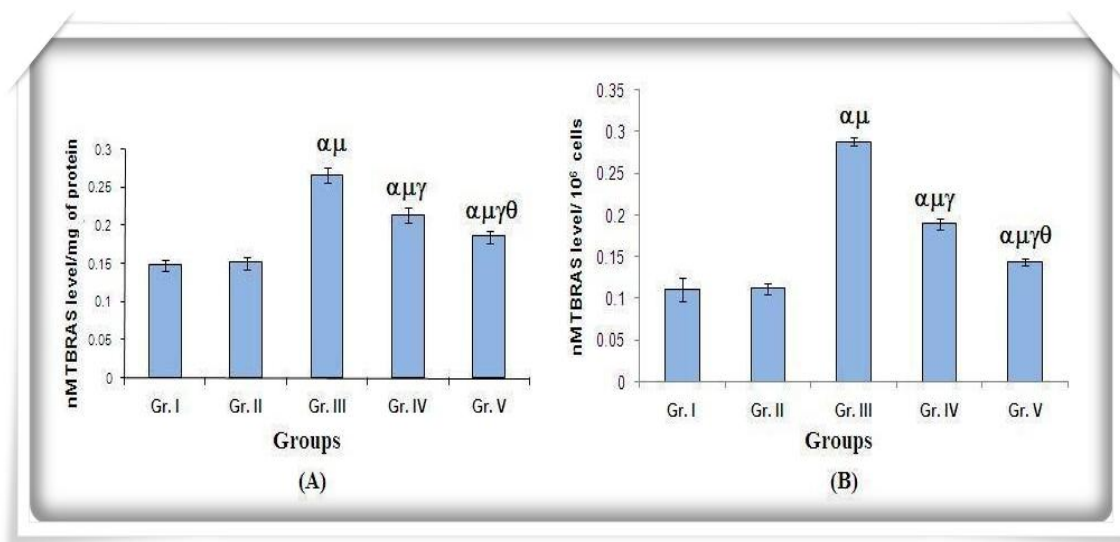 nMTBRAS level/mg of protein
0.3
0.25
0.2
0.15
0.1
0.05
0
αμ
αμγ
αμγθ
Gr. I Gr. II Gr. III Gr. IV Gr. V
Groups
(A)
nMTBRAS level/ 10⁶ cells
0.35
0.3
0.25
0.2
0.15
0.1
0.05
0
αμ
αμγ
αμγθ
Gr. I Gr. II Gr. III Gr. IV Gr. V
Groups
(B)